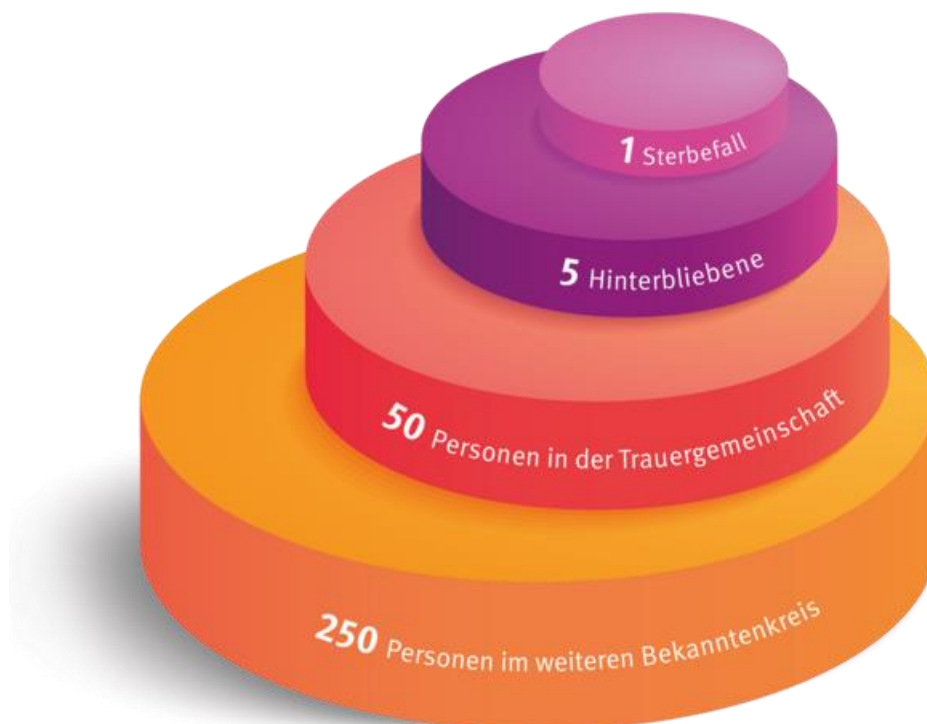 1 Sterbefall
5 Hinterbliebene
50 Personen in der Trauergemeinschaft
250 Personen im weiteren Bekanntenkreis